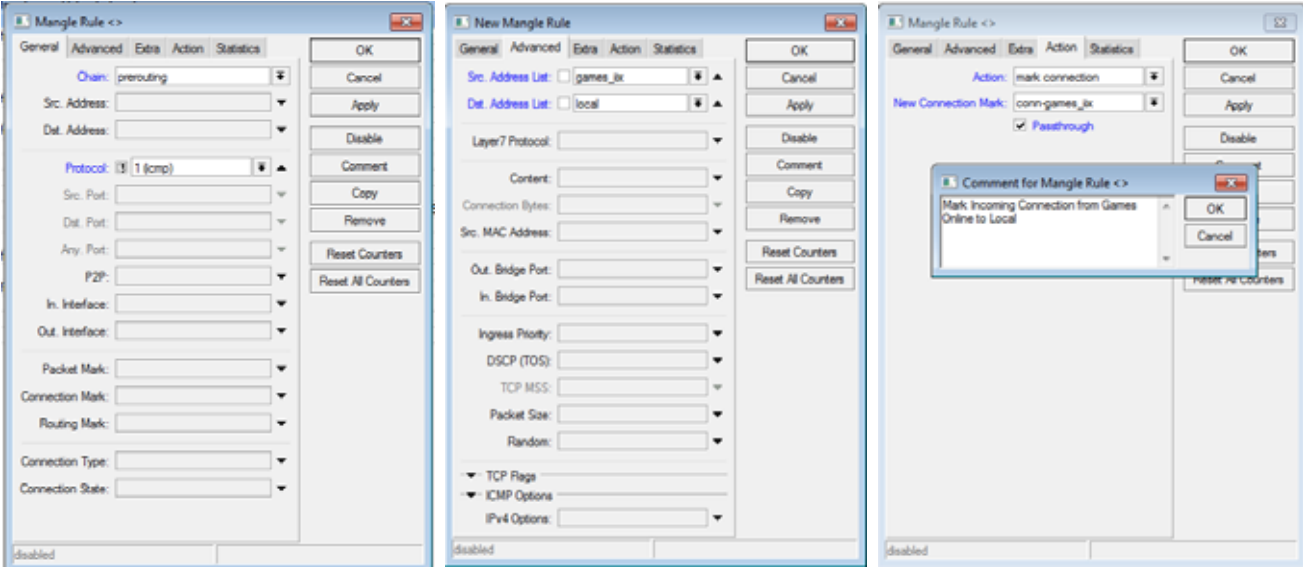 Mangle Rule <>
General Advanced Extra Action Statistics
Chain: prerouting
Src. Address:
Dst. Address:
Protocol: ! 1 (icmp)
Src. Port:
Dst. Port:
Any. Port:
P2P:
In. Interface:
Out. Interface:
Packet Mark:
Connection Mark:
Routing Mark:
Connection Type:
Connection State:
OK
Cancel
Apply
Disable
Comment
Copy
Remove
Reset Counters
Reset All Counters
disabled
New Mangle Rule
General Advanced Extra Action Statistics
Src. Address List: games_iix
Dst. Address List: local
Layer7 Protocol:
Content:
Connection Bytes:
Src. MAC Address:
Out. Bridge Port:
In. Bridge Port:
Ingress Priority:
DSCP (TOS):
TCP MSS:
Packet Size:
Random:
TCP Flags
ICMP Options
IPv4 Options:
OK
Cancel
Apply
Disable
Comment
Copy
Remove
Reset Counters
Reset All Counters
disabled
Mangle Rule <>
General Advanced Extra Action Statistics
Action: mark connection
New Connection Mark: conn-games_iix
Passthrough
OK
Cancel
Apply
Disable
Comment for Mangle Rule <>
Mark Incoming Connection from Games
Online to Local
OK
Cancel
Reset All Counters
disabled